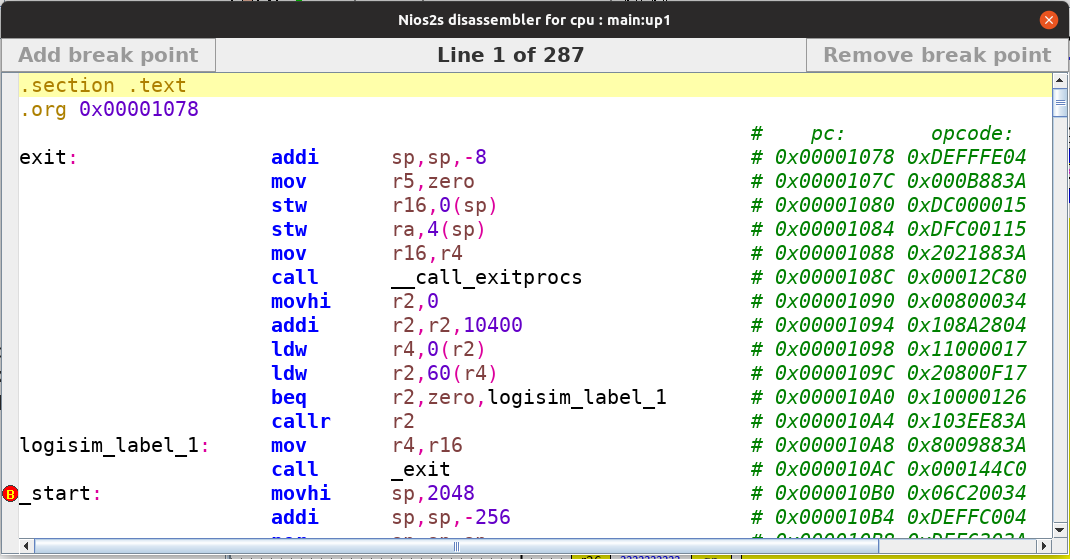 Nios2s disassembler for cpu : main:up1
Add break point Line 1 of 287 Remove break point
.section .text
.org 0x00001078
# pc: opcode:
exit: addi sp,sp,-8 # 0x00001078 0xDEFFFE04
mov r5,zero # 0x0000107C 0x000B883A
stw r16,0(sp) # 0x00001080 0xDC000015
stw ra,4(sp) # 0x00001084 0xDFC00115
mov r16,r4 # 0x00001088 0x2021883A
call __call_exitprocs # 0x0000108C 0x00012C80
movhi r2,0 # 0x00001090 0x00800034
addi r2,r2,10400 # 0x00001094 0x108A2804
ldw r4,0(r2) # 0x00001098 0x11000017
ldw r2,60(r4) # 0x0000109C 0x20800F17
beq r2,zero,logisim_label_1 # 0x000010A0 0x10000126
callr r2 # 0x000010A4 0x103EE83A
logisim_label_1: mov r4,r16 # 0x000010A8 0x8009883A
call _exit # 0x000010AC 0x000144C0
B _start: movhi sp,2048 # 0x000010B0 0x06C20034
addi sp,sp,-256 # 0x000010B4 0xDEFFC004